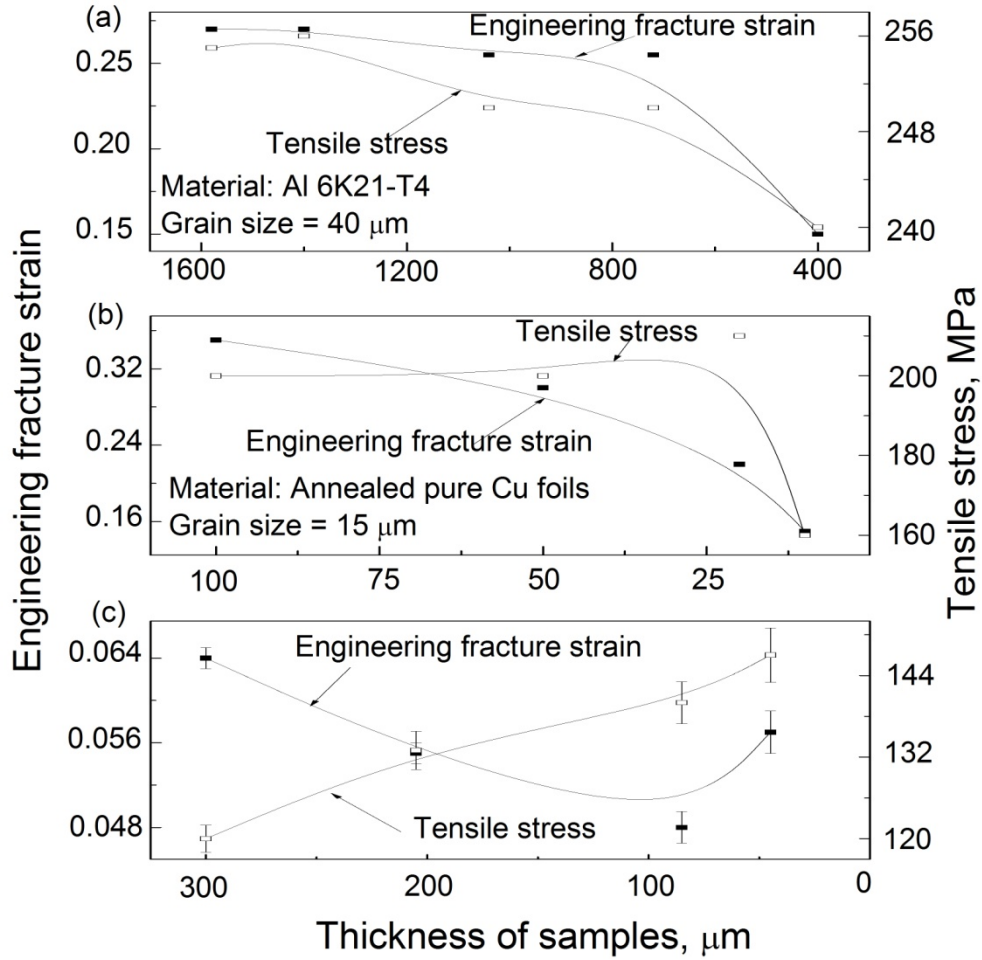 (a)
Engineering fracture strain
Tensile stress
Material: Al 6K21-T4
Grain size = 40 μm
0.25
0.20
0.15
256
248
240
1600
1200
800
400
(b)
Tensile stress
Engineering fracture strain
Material: Annealed pure Cu foils
Grain size = 15 μm
0.32
0.24
0.16
200
180
160
100
75
50
25
(c)
Engineering fracture strain
Tensile stress
0.064
0.056
0.048
144
132
120
300
200
100
0
Engineering fracture strain
Tensile stress, MPa
Thickness of samples, μm